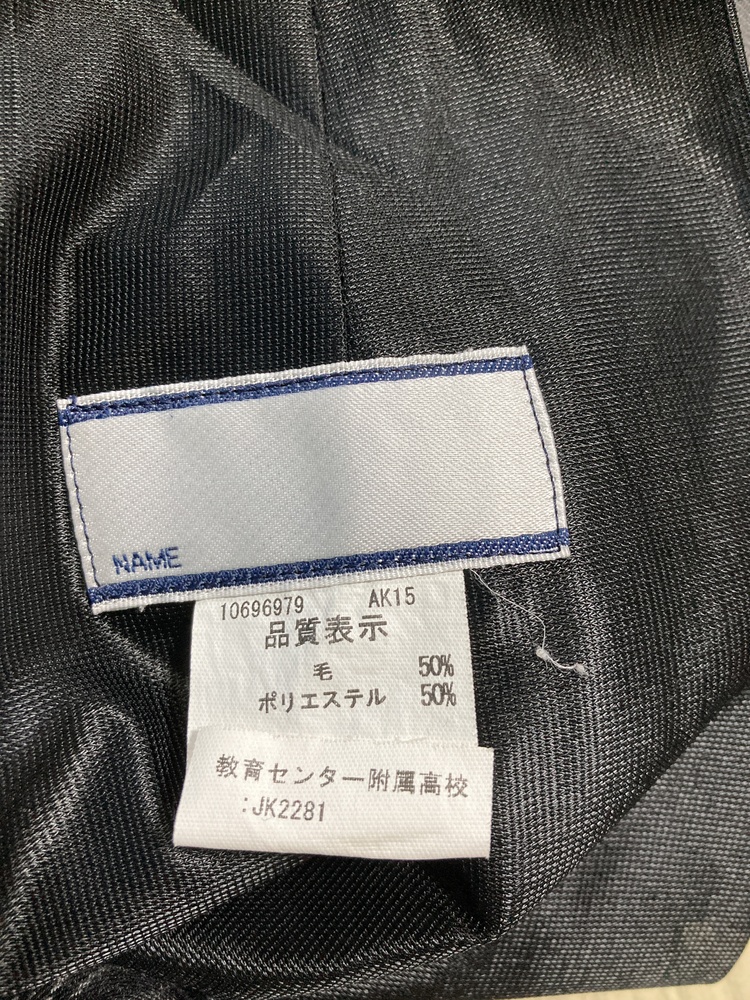 NAME
10696979 AK15
品質表示
毛 50%
ポリエステル 50%
教育センター附属高校
:JK2281